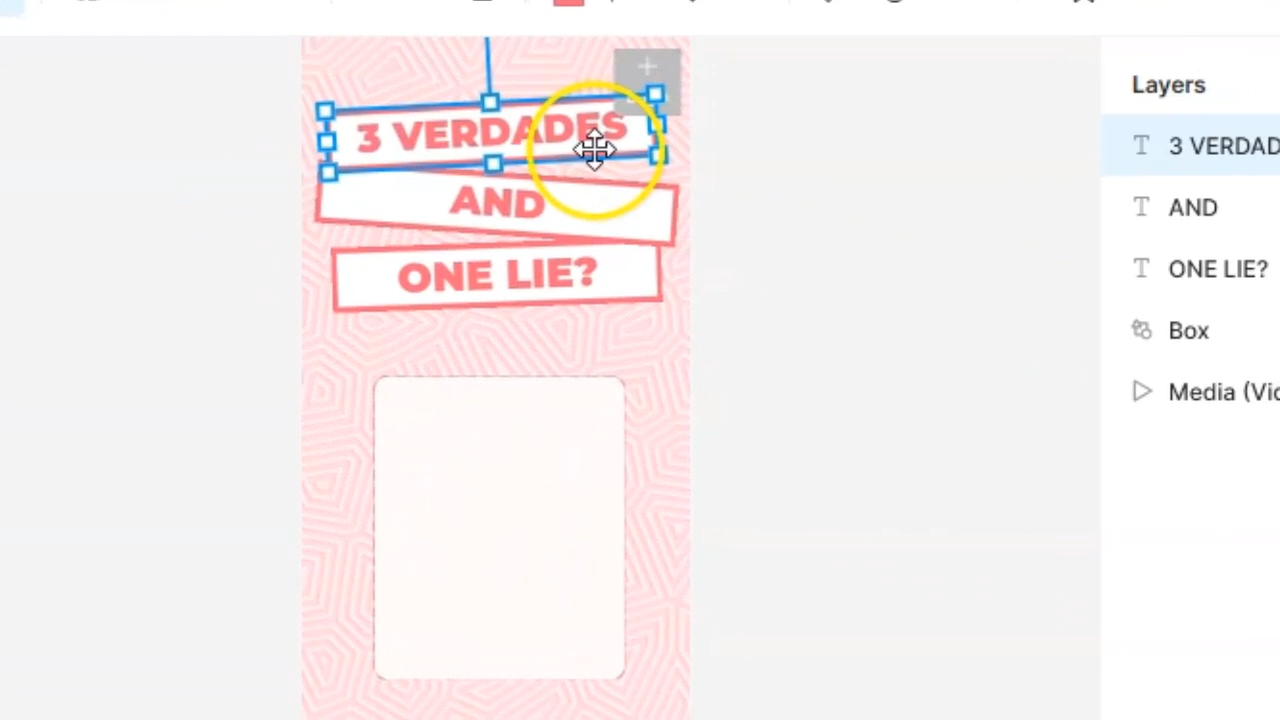 Layers
3 VERDADES
3 VERDAD
AND
AND
ONE LIE?
ONE LIE?
Box
Media (Vic